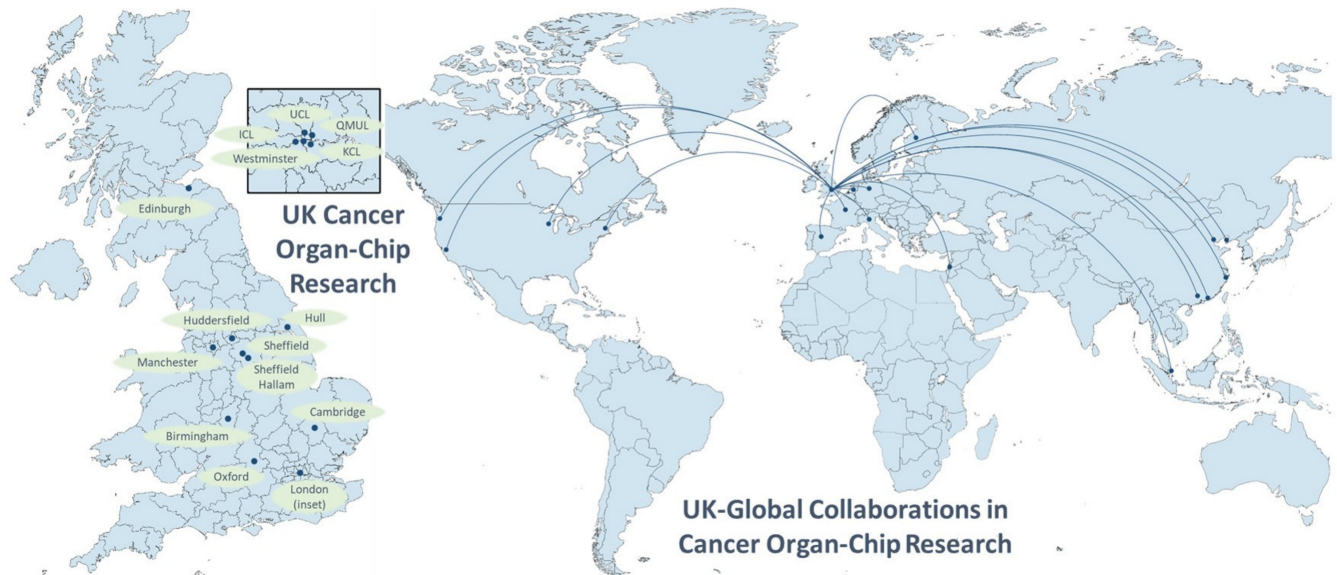 UCL
ICL
QMUL
Westminster
KCL
Edinburgh
UK Cancer
Organ-Chip
Research
Huddersfield
Hull
Manchester
Sheffield
Sheffield
Hallam
Cambridge
Birmingham
Oxford
London
(inset)
UK-Global Collaborations in
Cancer Organ-Chip Research